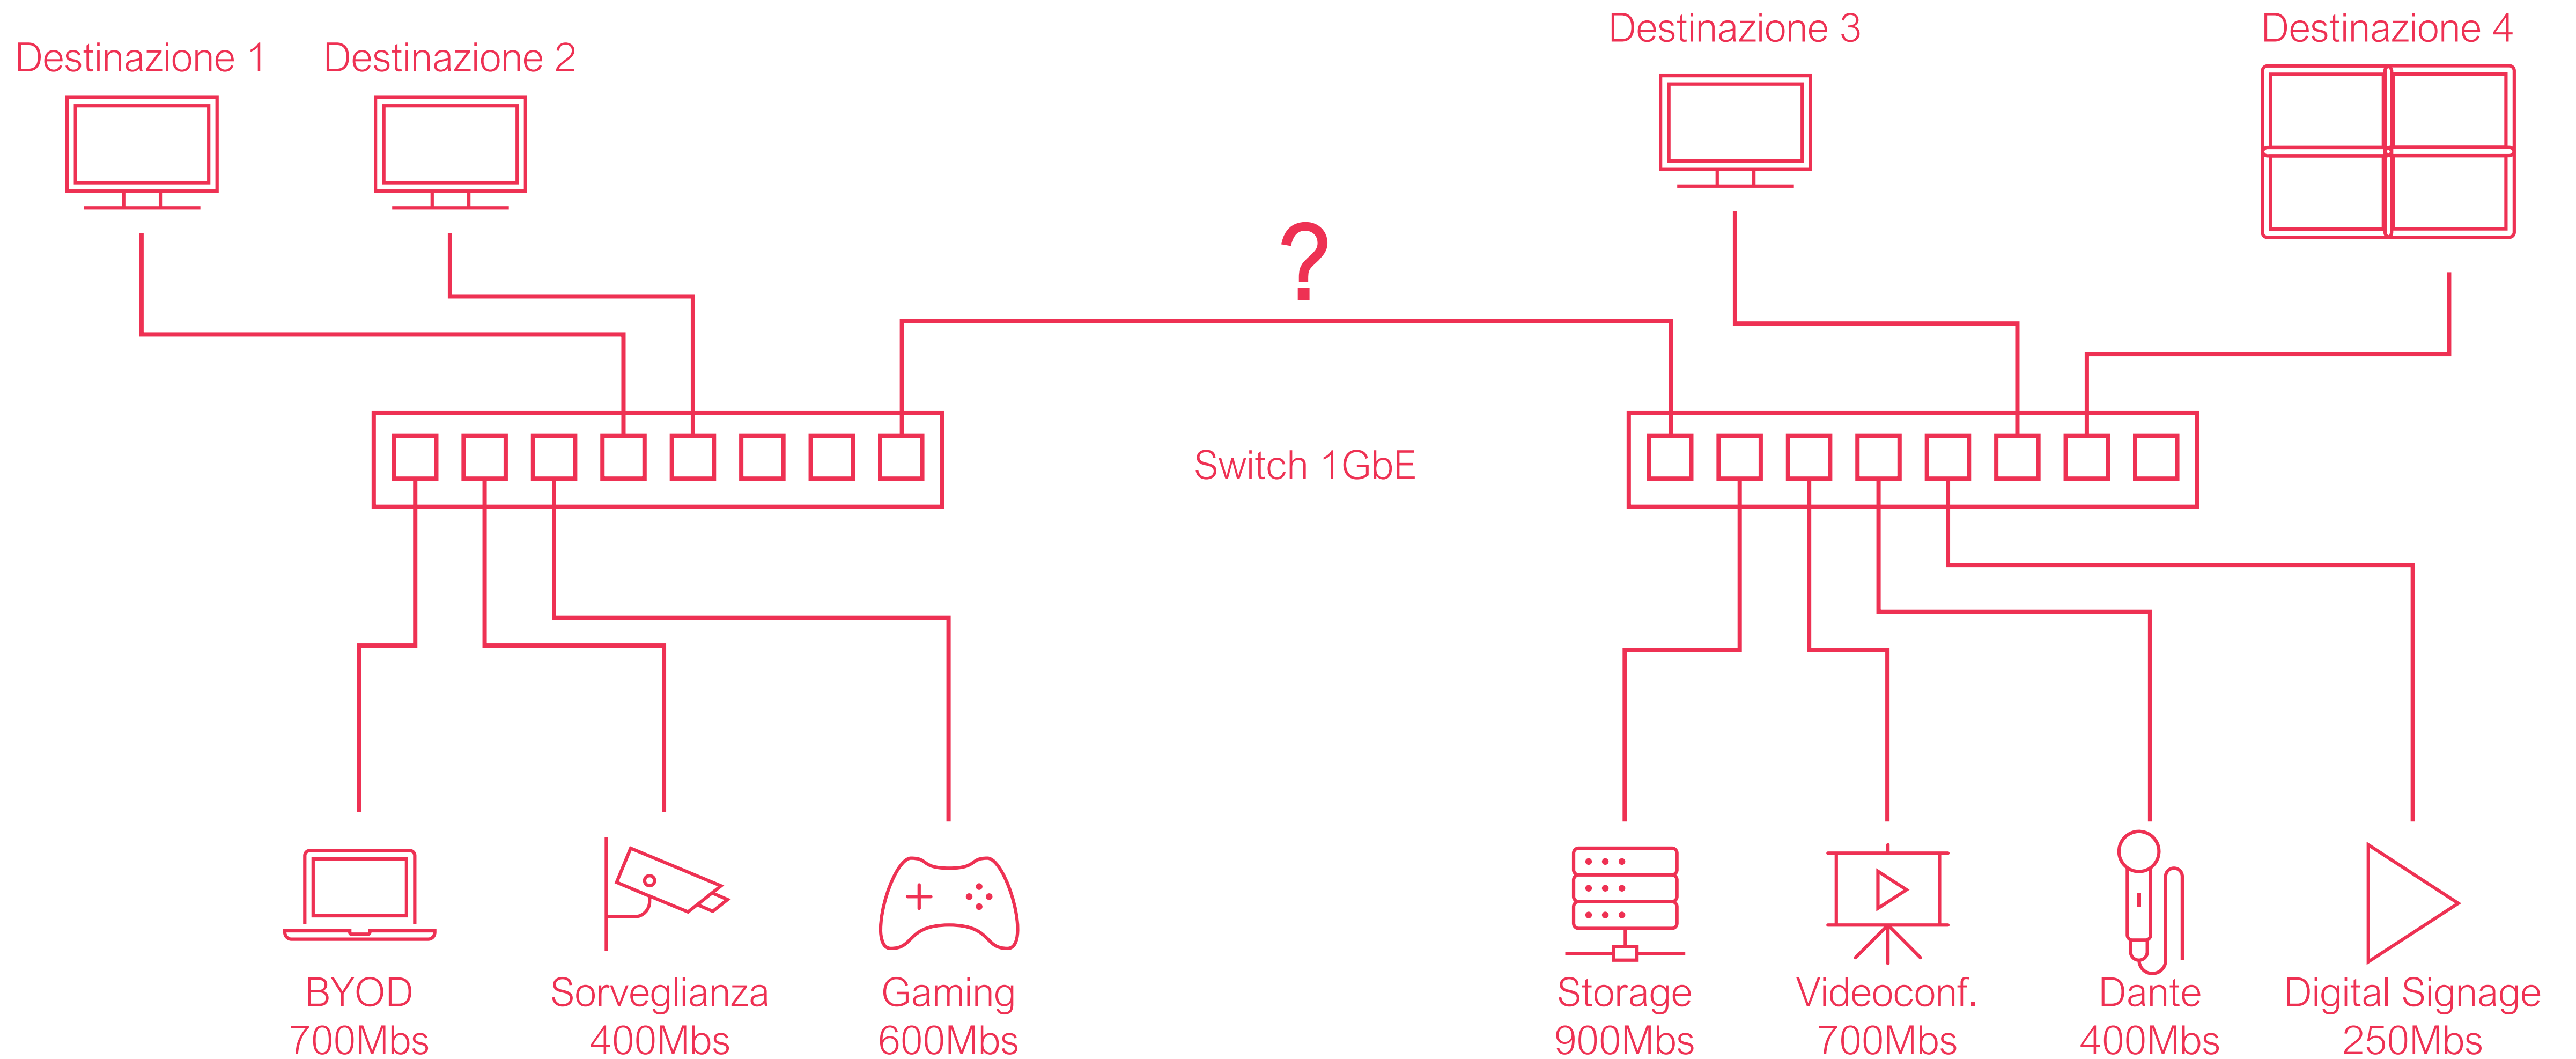 Destinazione 1
Destinazione 2
Destinazione 3
Destinazione 4
?
Switch 1GbE
BYOD
700Mbs
Sorveglianza
400Mbs
Gaming
600Mbs
Storage
900Mbs
Videoconf.
700Mbs
Dante
400Mbs
Digital Signage
250Mbs